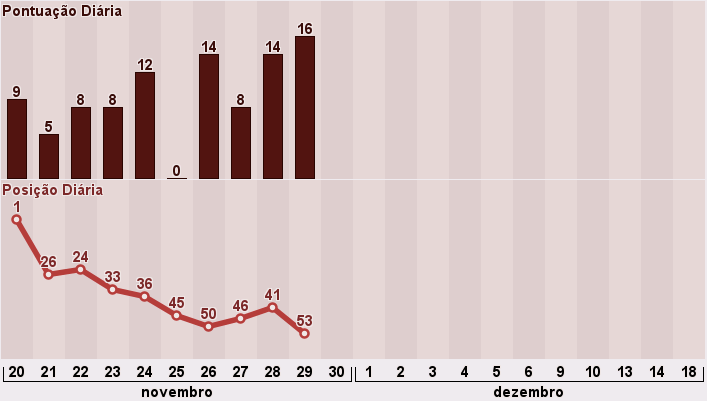 Pontuação Diária
9 5 8 8 12 0 14 8 14 16
Posição Diária
1 26 24 33 36 45 50 46 41 53
20 21 22 23 24 25 26 27 28 29 30 1 2 3 4 5 6 9 10 13 14 18
novembro dezembro